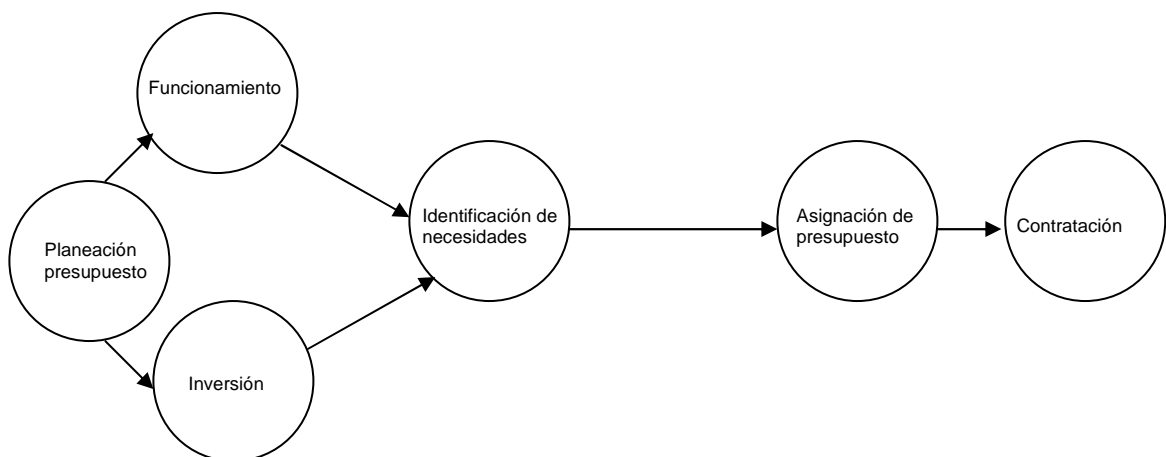 Funcionamiento
Planeación
presupuesto
Inversión
Identificación de
necesidades
Asignación de
presupuesto
Contratación